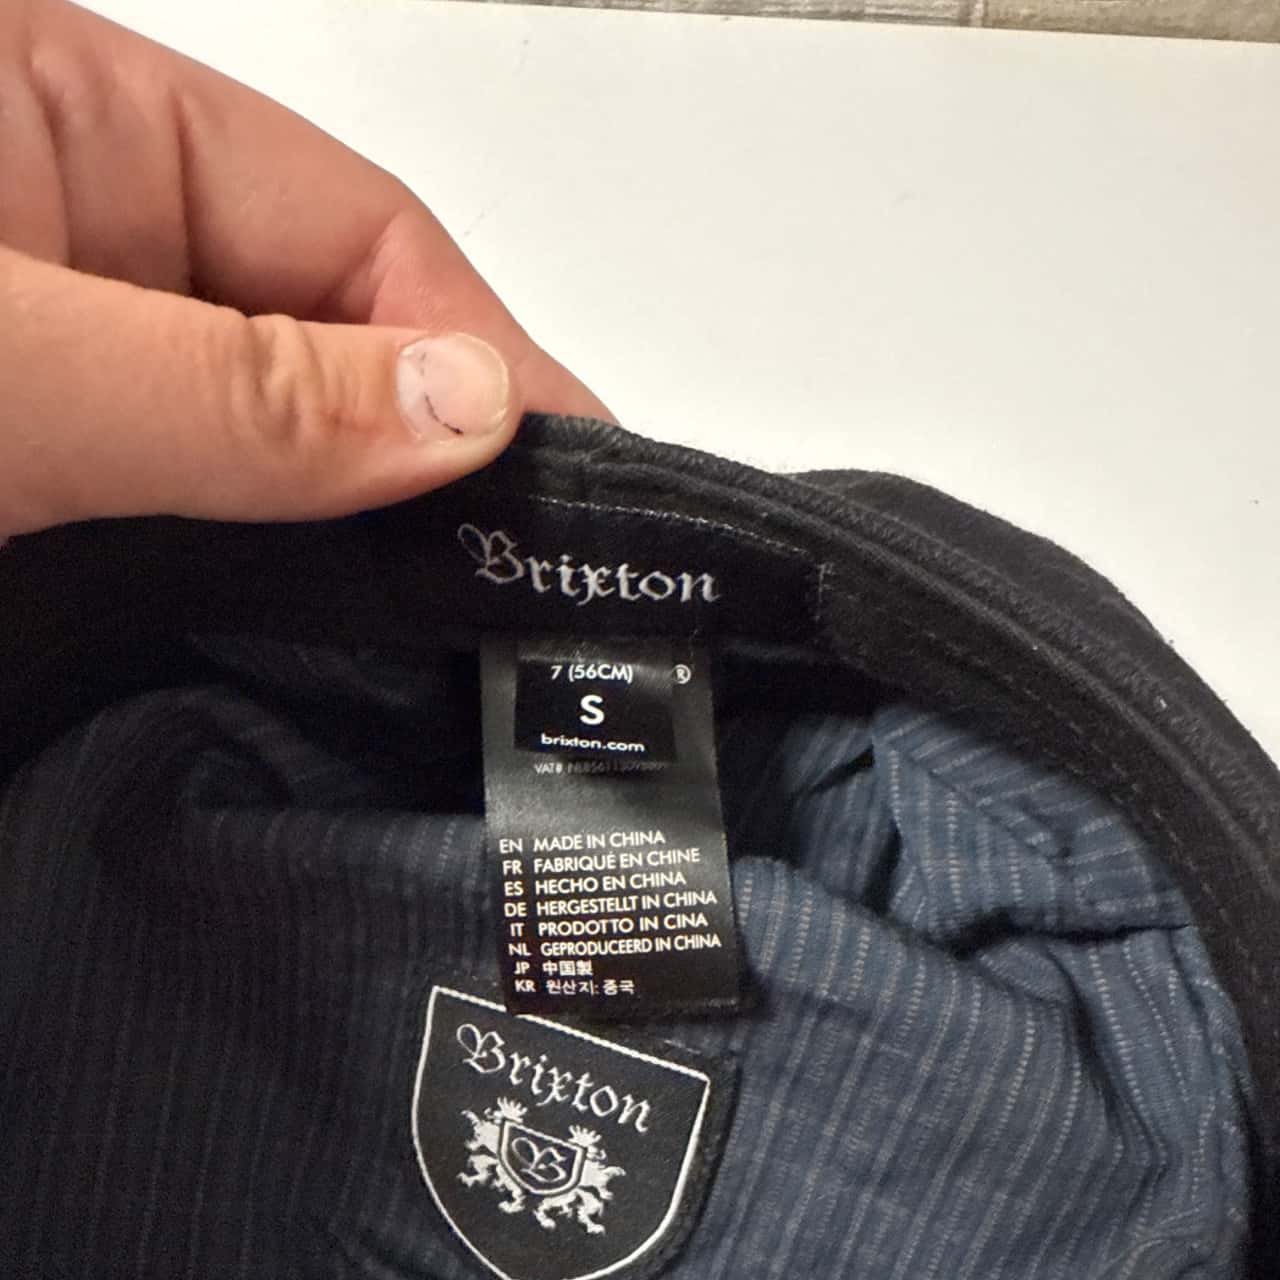 Brixton
7 (56CM) ®
S
brixton.com
EN MADE IN CHINA
FR FABRIQUÉ EN CHINE
ES HECHO EN CHINA
DE HERGESTELLT IN CHINA
IT PRODOTTO IN CINA
NL GEPRODUCEERD IN CHINA
JP 中国製
KR 원산지: 중국
Brixton
B